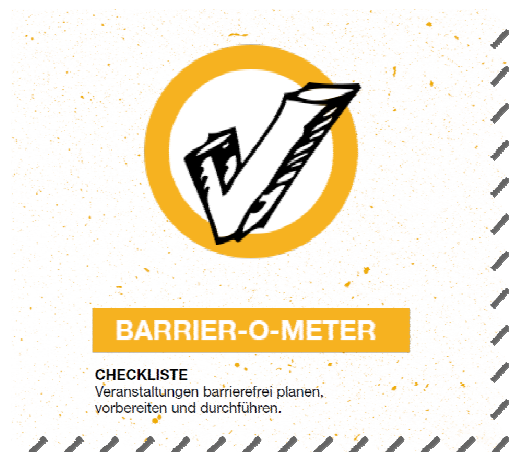 BARRIER-O-METER
CHECKLISTE
Veranstaltungen barrierefrei planen,
vorbereiten und durchführen.